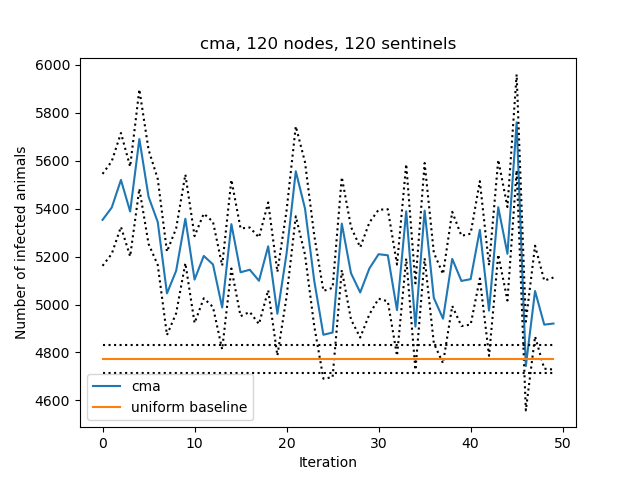 cma, 120 nodes, 120 sentinels
Number of infected animals
6000
5800
5600
5400
5200
5000
4800
4600
cma
uniform baseline
0 10 20 30 40 50
Iteration